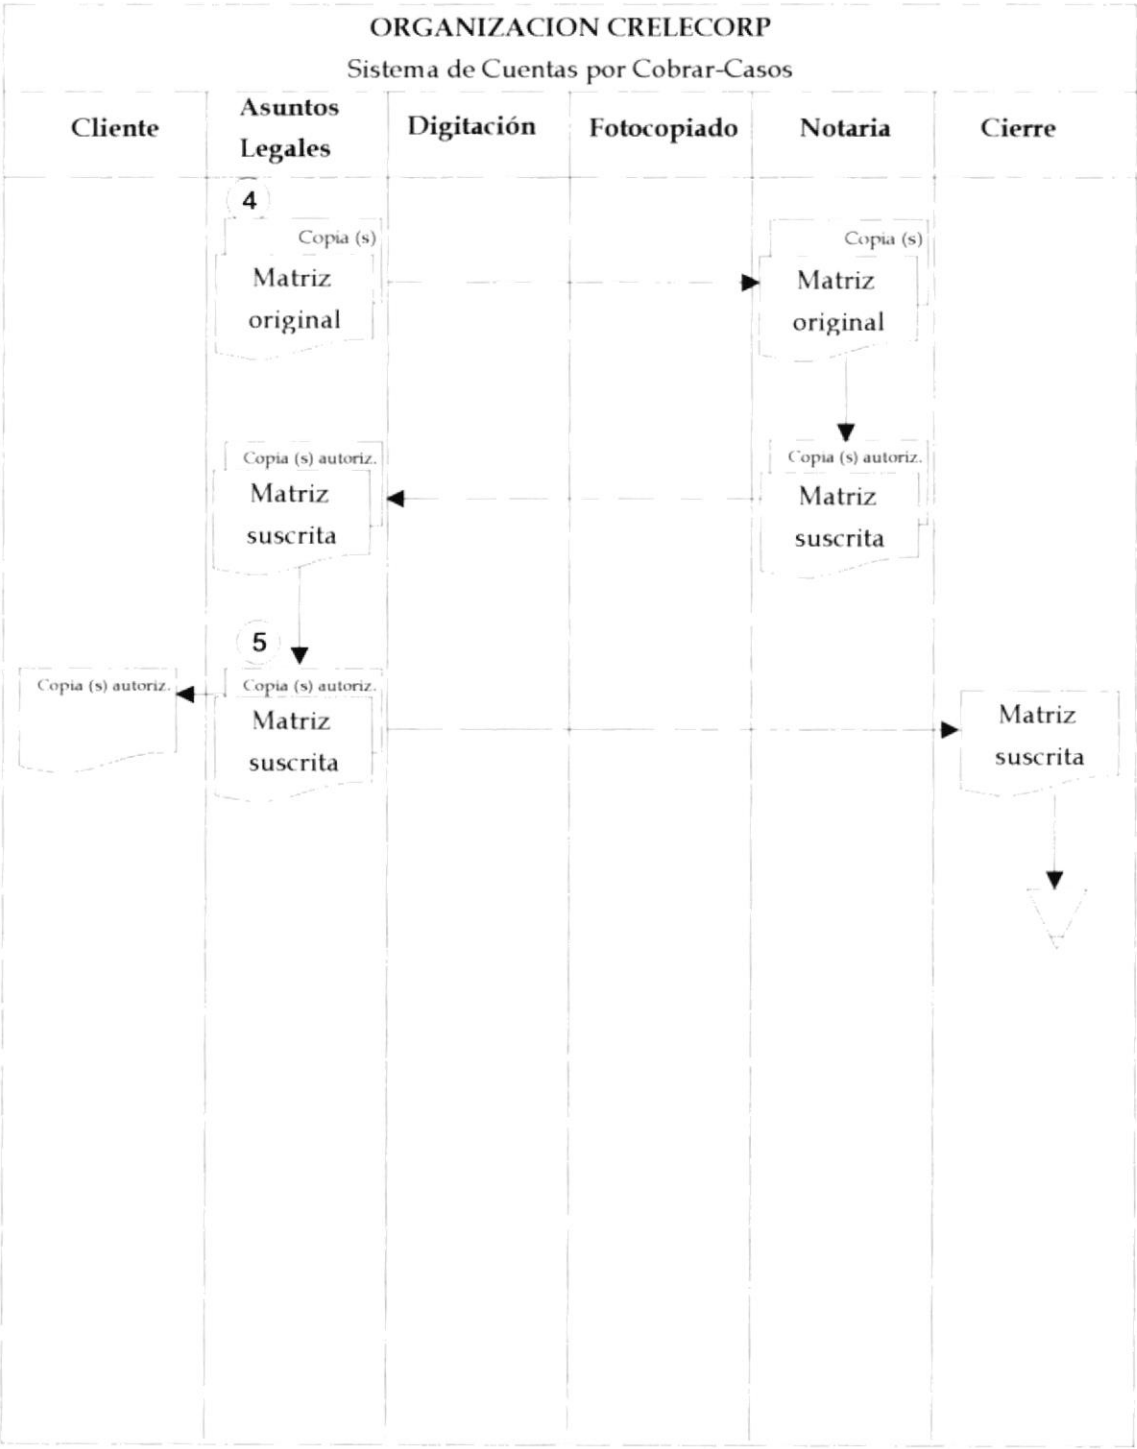 ORGANIZACION CRELECORP
Sistema de Cuentas por Cobrar-Casos
Cliente
Asuntos
Legales
Digitación
Fotocopiado
Notaria
Cierre
4
Copia (s)
Matriz
original
Copia (s)
Matriz
original
Copia (s) autoriz.
Matriz
suscrita
Copia (s) autoriz.
Matriz
suscrita
5
Copia (s) autoriz.
Copia (s) autoriz.
Matriz
suscrita
Matriz
suscrita